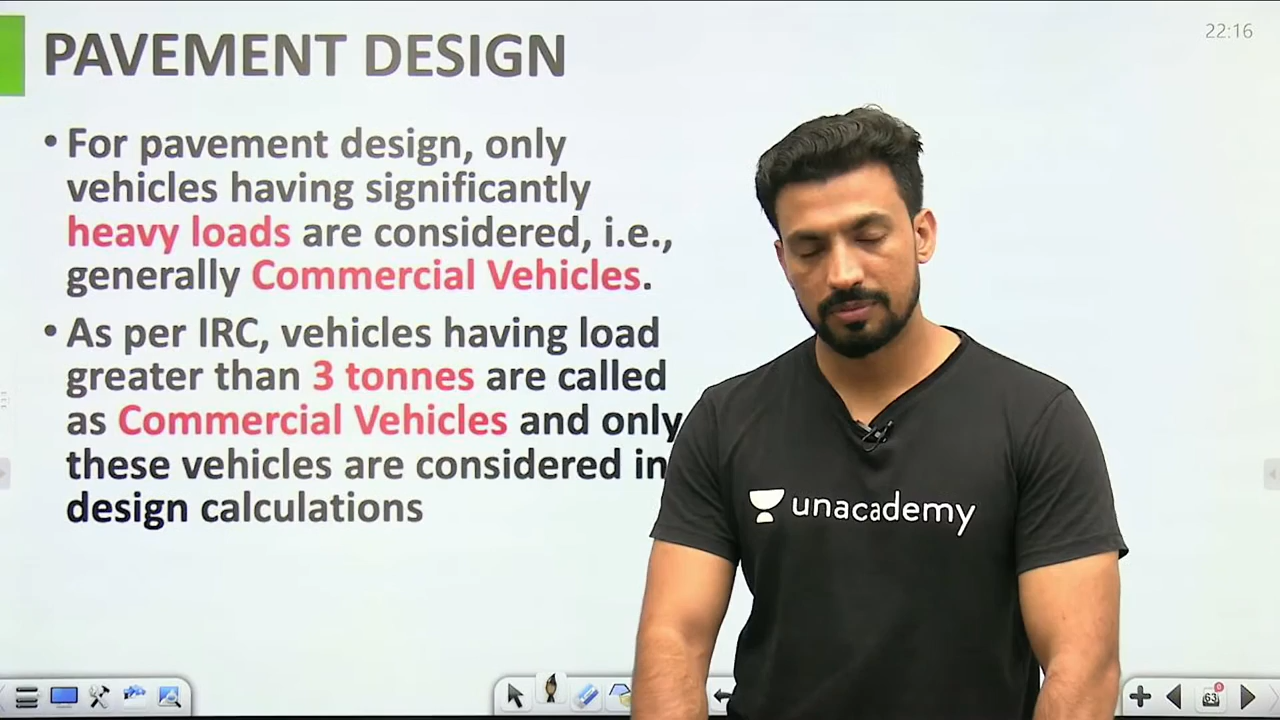 PAVEMENT DESIGN
22:16
• For pavement design, only
vehicles having significantly
heavy loads are considered, i.e.,
generally Commercial Vehicles.
• As per IRC, vehicles having load
greater than 3 tonnes are called
as Commercial Vehicles and only
these vehicles are considered in
design calculations
unacademy
63